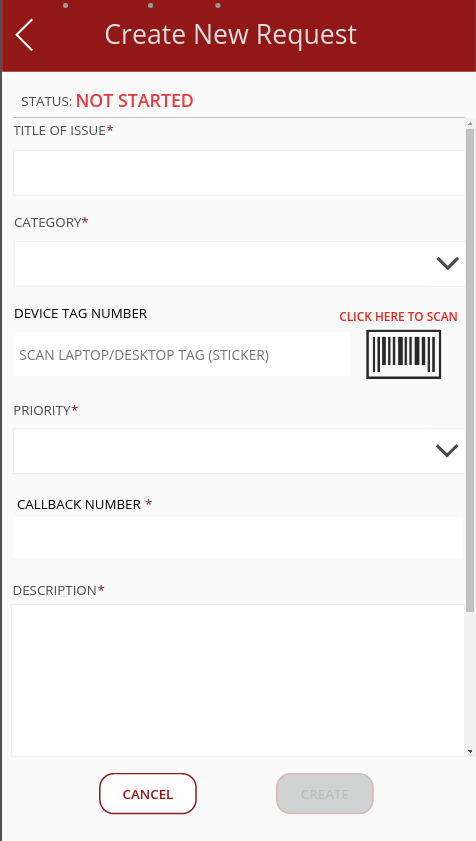 Create New Request
STATUS: NOT STARTED
TITLE OF ISSUE*
CATEGORY*
DEVICE TAG NUMBER
CLICK HERE TO SCAN
SCAN LAPTOP/DESKTOP TAG (STICKER)
PRIORITY*
CALLBACK NUMBER *
DESCRIPTION*
CANCEL
CREATE